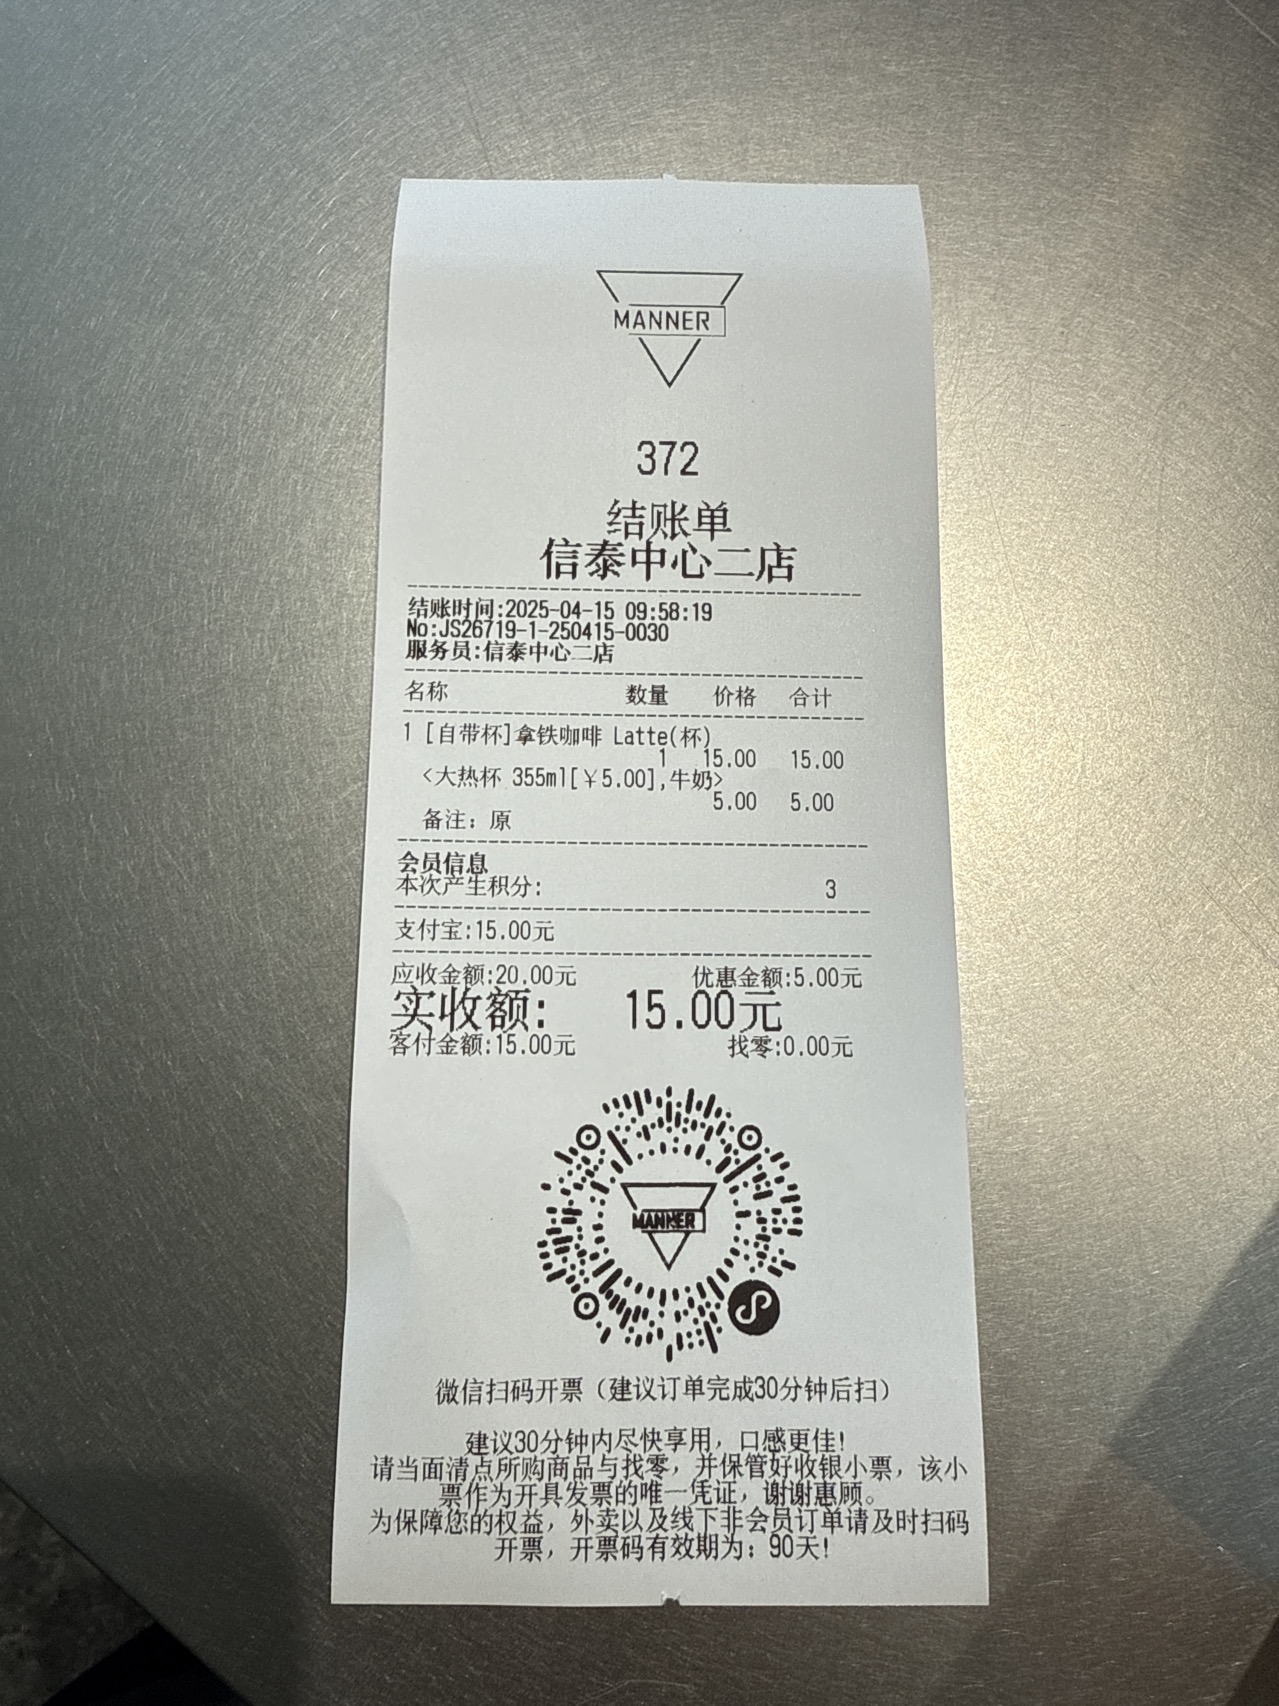 MANNER
372
结账单
信泰中心二店
结账时间:2025-04-15 09:58:19
No:JS26719-1-250415-0030
服务员:信泰中心二店
名称 数量 价格 合计
1 [自带杯]拿铁咖啡 Latte(杯)
1 15.00 15.00
<大热杯 355ml[￥5.00],牛奶>
5.00 5.00
备注: 原
会员信息
本次产生积分: 3
支付宝:15.00元
应收金额:20.00元 优惠金额:5.00元
实收额: 15.00元
客付金额:15.00元 找零:0.00元
MANNER
微信扫码开票（建议订单完成30分钟后扫）
建议30分钟内尽快享用，口感更佳!
请当面清点所购商品与找零，并保管好收银小票，该小
票作为开具发票的唯一凭证，谢谢惠顾。
为保障您的权益，外卖以及线下非会员订单请及时扫码
开票，开票码有效期为: 90天!